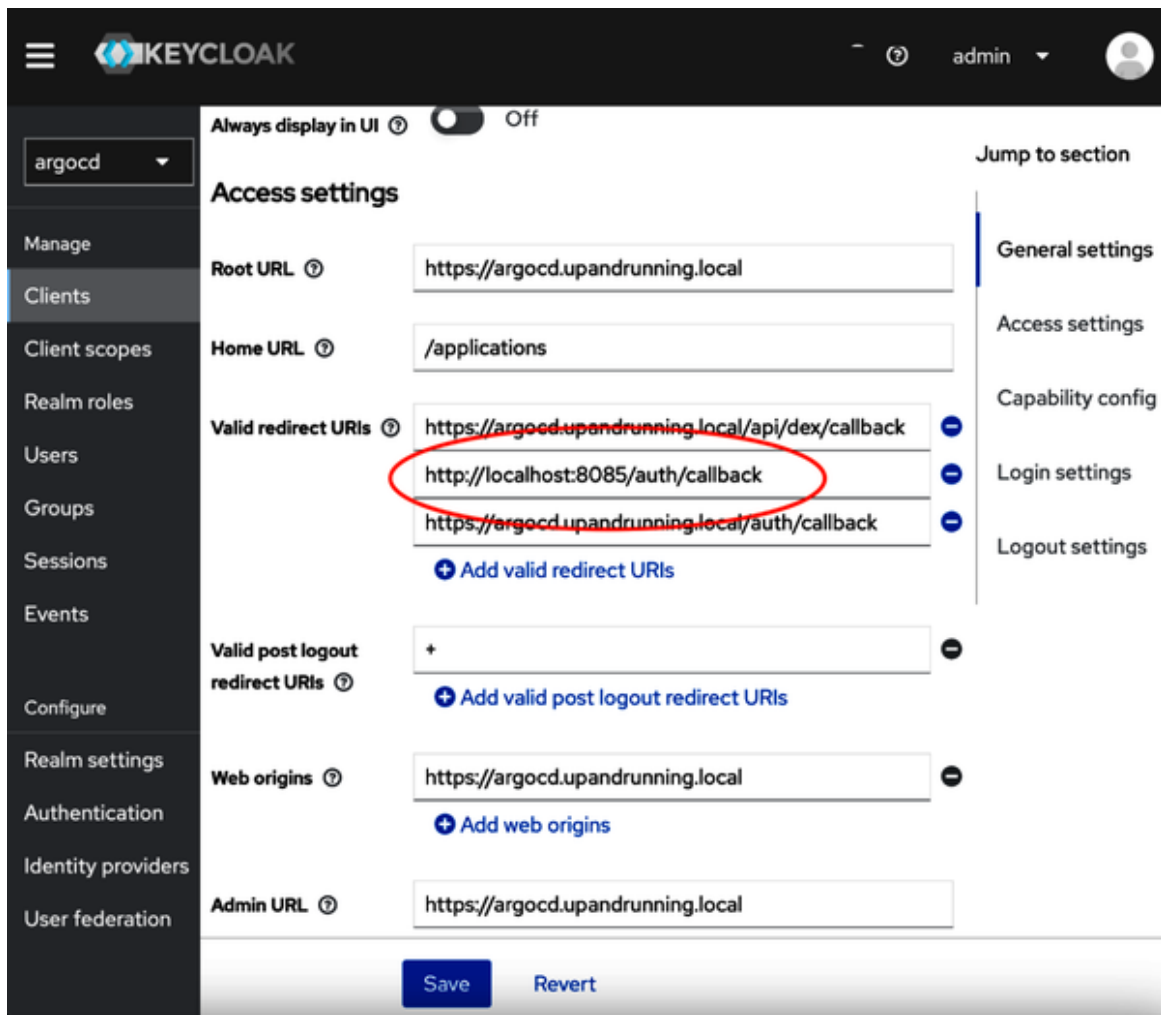 KEYCLOAK
admin
argocd
Manage
Clients
Client scopes
Realm roles
Users
Groups
Sessions
Events
Configure
Realm settings
Authentication
Identity providers
User federation
Always display in UI
Off
Access settings
Root URL
https://argocd.upandrunning.local
Home URL
/applications
Valid redirect URIs
https://argocd.upandrunning.local/api/dex/callback
http://localhost:8085/auth/callback
https://argocd.upandrunning.local/auth/callback
Add valid redirect URIs
Valid post logout
redirect URIs
+
Add valid post logout redirect URIs
Web origins
https://argocd.upandrunning.local
Add web origins
Admin URL
https://argocd.upandrunning.local
Save
Revert
Jump to section
General settings
Access settings
Capability config
Login settings
Logout settings